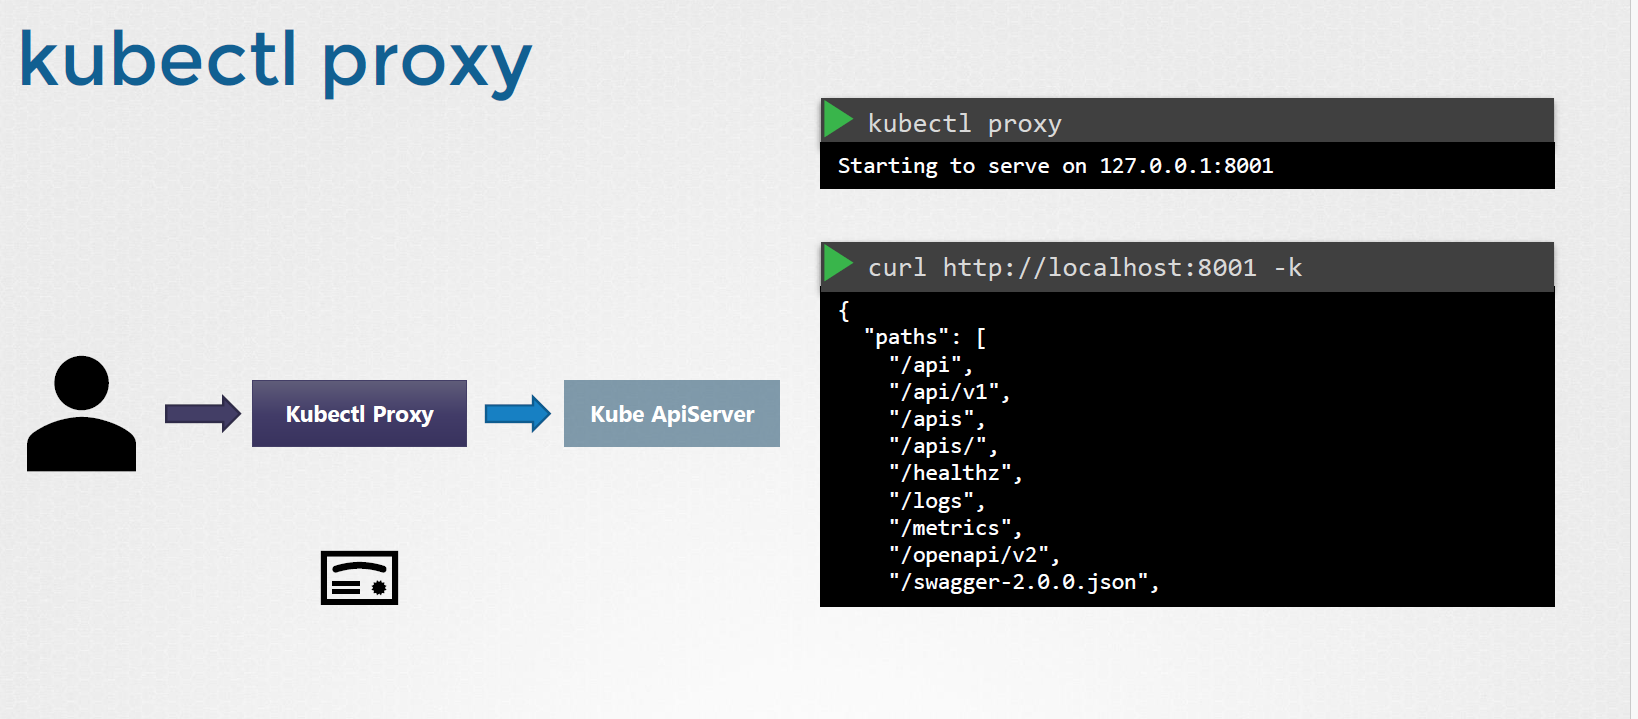 kubectl proxy
kubectl proxy
Starting to serve on 127.0.0.1:8001
curl http://localhost:8001 -k
{
"paths": [
"/api",
"/api/v1",
"/apis",
"/apis/",
"/healthz",
"/logs",
"/metrics",
"/openapi/v2",
"/swagger-2.0.0.json",
Kubectl Proxy
Kube ApiServer